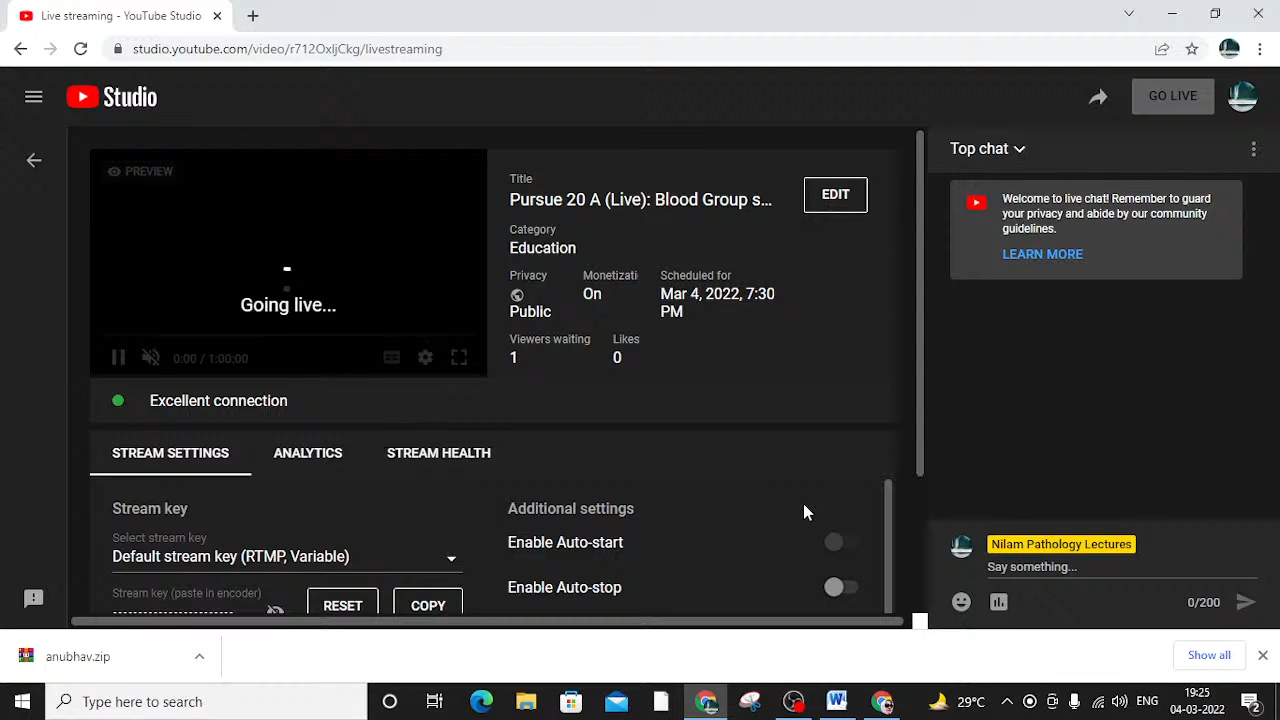 Live streaming - YouTube Studio
studio.youtube.com/video/r712OxljCkg/livestreaming
Studio
GO LIVE
PREVIEW
Going live...
0:00 / 1:00:00
Title
Pursue 20 A (Live): Blood Group s...
EDIT
Category
Education
Privacy
Public
Monetizati
On
Scheduled for
Mar 4, 2022, 7:30
PM
Viewers waiting
1
Likes
0
Excellent connection
STREAM SETTINGS
ANALYTICS
STREAM HEALTH
Stream key
Select stream key
Default stream key (RTMP, Variable)
Stream key (paste in encoder)
RESET
COPY
Additional settings
Enable Auto-start
Enable Auto-stop
Top chat
Welcome to live chat! Remember to guard
your privacy and abide by our community
guidelines.
LEARN MORE
Nilam Pathology Lectures
Say something...
0/200
anubhav.zip
Show all
Type here to search
29°C
ENG
19:25
04-03-2022
2